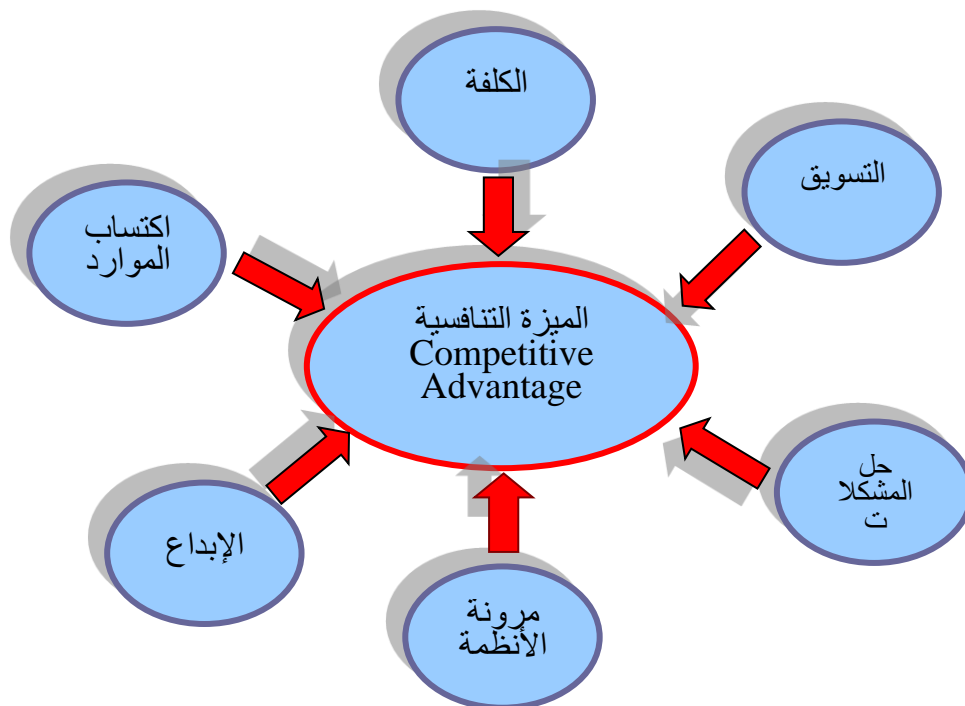 الكلفة
التسويق
اكتساب
الموارد
الميزة التنافسية
Competitive
Advantage
حل
المشكلا
ت
الإبداع
مرونة
الأنظمة